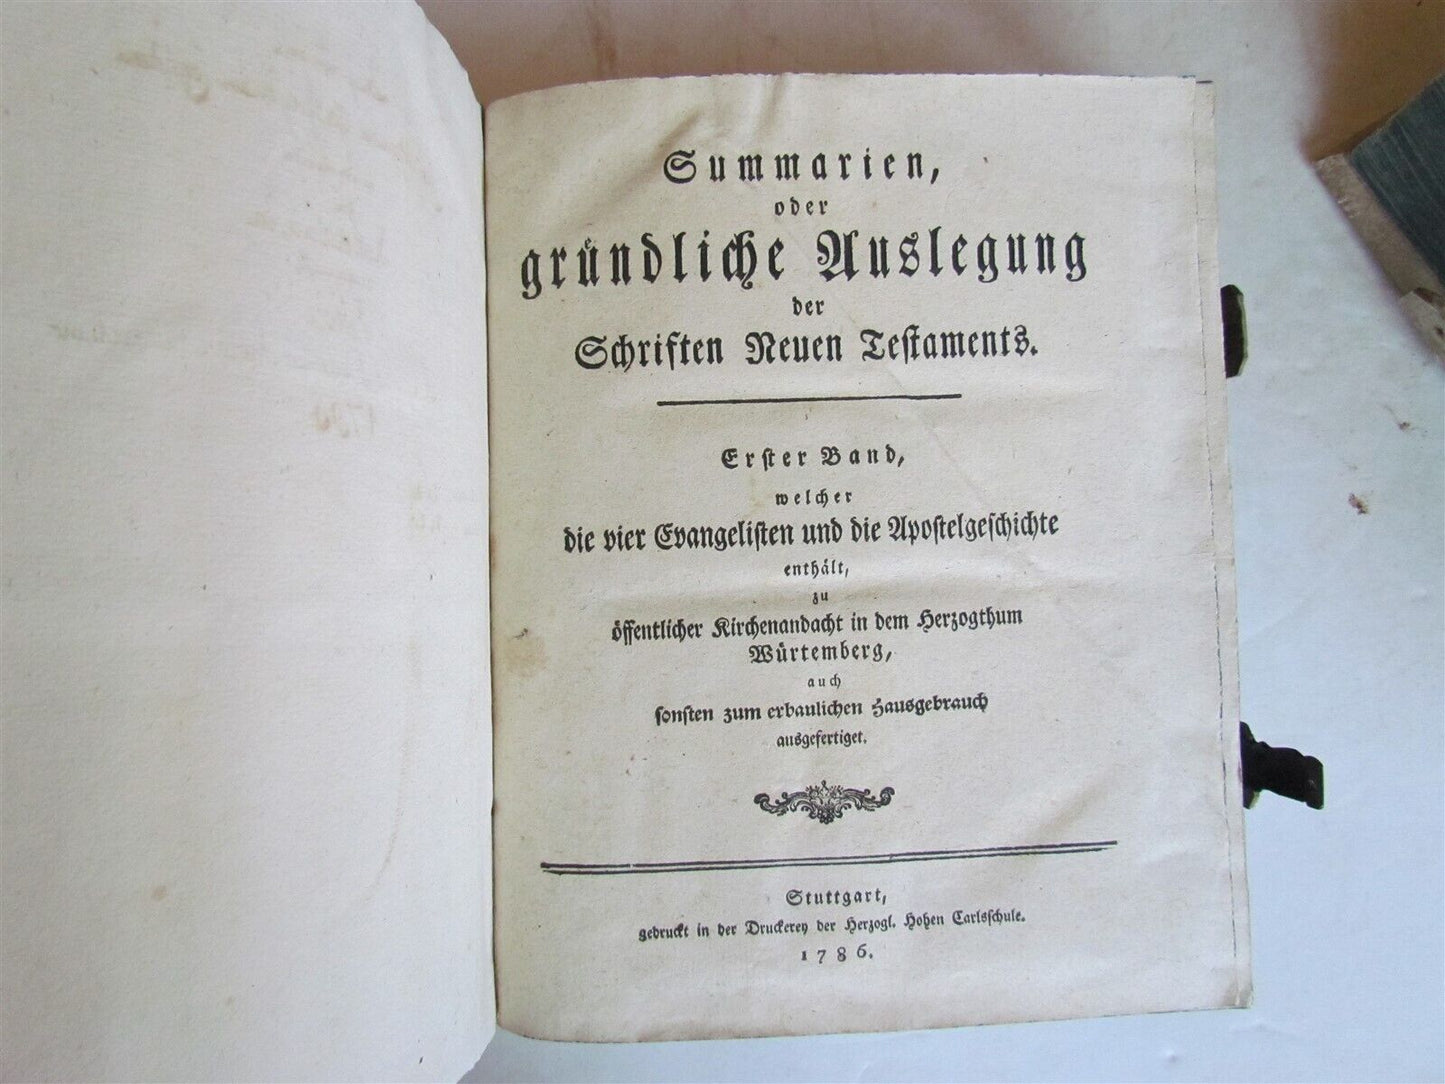 Summarien,
oder
gründliche Auslegung
der
Schriften Neuen Testaments.
Erster Band,
welcher
die vier Evangelisten und die Apostelgeschichte
enthält,
zu
öffentlicher Kirchenandacht in dem Herzogthum
Würtemberg,
auch
sonsten zum erbaulichen Hausgebrauch
ausgefertiget.
Stuttgart,
gedruckt in der Druckerey der Herzogl. Hohen Carlsschule.
1786.